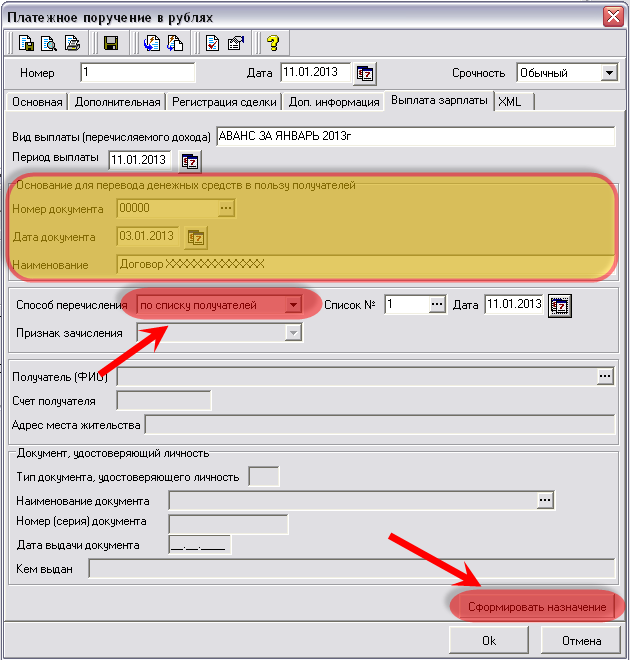 Платежное поручение в рублях
Номер 1 Дата 11.01.2013 Срочность Обычный
Основная Дополнительная Регистрация сделки Доп. информация Выплата зарплаты XML
Вид выплаты (перечисляемого дохода) АВАНС ЗА ЯНВАРЬ 2013г
Период выплаты 11.01.2013
Основание для перевода денежных средств в пользу получателей
Номер документа 00000 ...
Дата документа 03.01.2013
Наименование Договор XXXXXXXXXXXXXX
Способ перечисления по списку получателей Список № 1 ... Дата 11.01.2013
Признак зачисления
Получатель (ФИО) ...
Счет получателя
Адрес места жительства
Документ, удостоверяющий личность
Тип документа, удостоверяющего личность
Наименование документа ...
Номер (серия) документа
Дата выдачи документа __.__.____
Кем выдан
Сформировать назначение
Ok Отмена